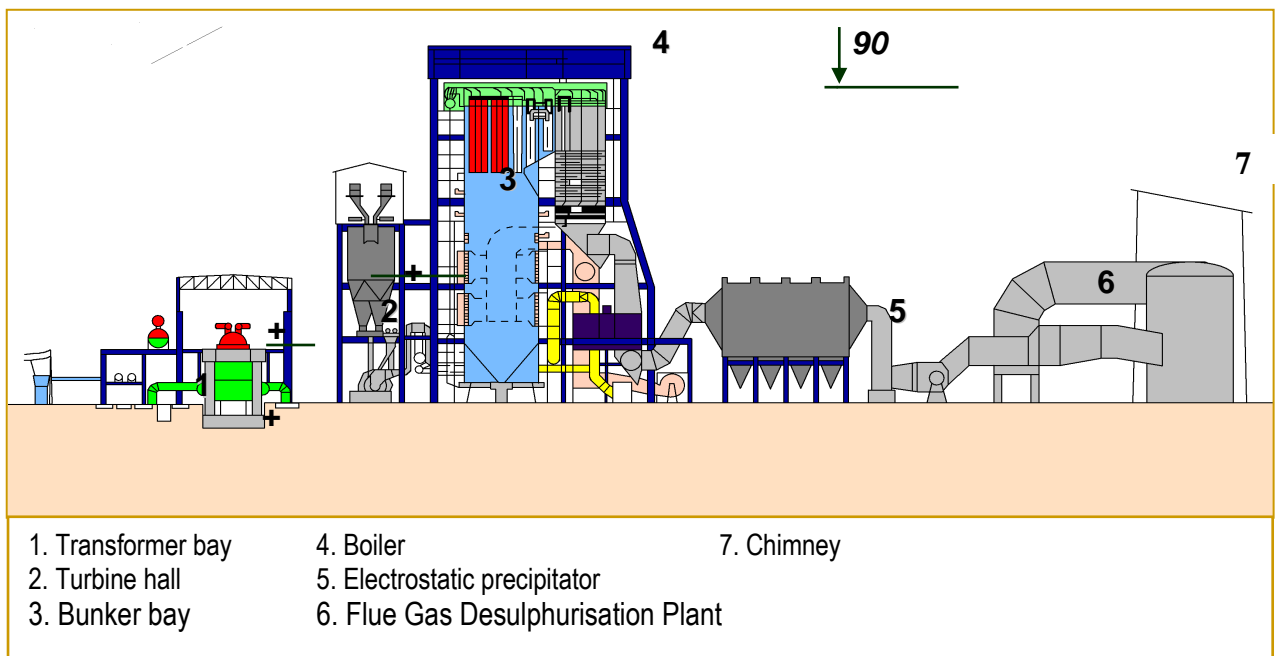 4
90
7
3
+
6
2
5
+
1
+
1. Transformer bay
2. Turbine hall
3. Bunker bay
4. Boiler
5. Electrostatic precipitator
6. Flue Gas Desulphurisation Plant
7. Chimney